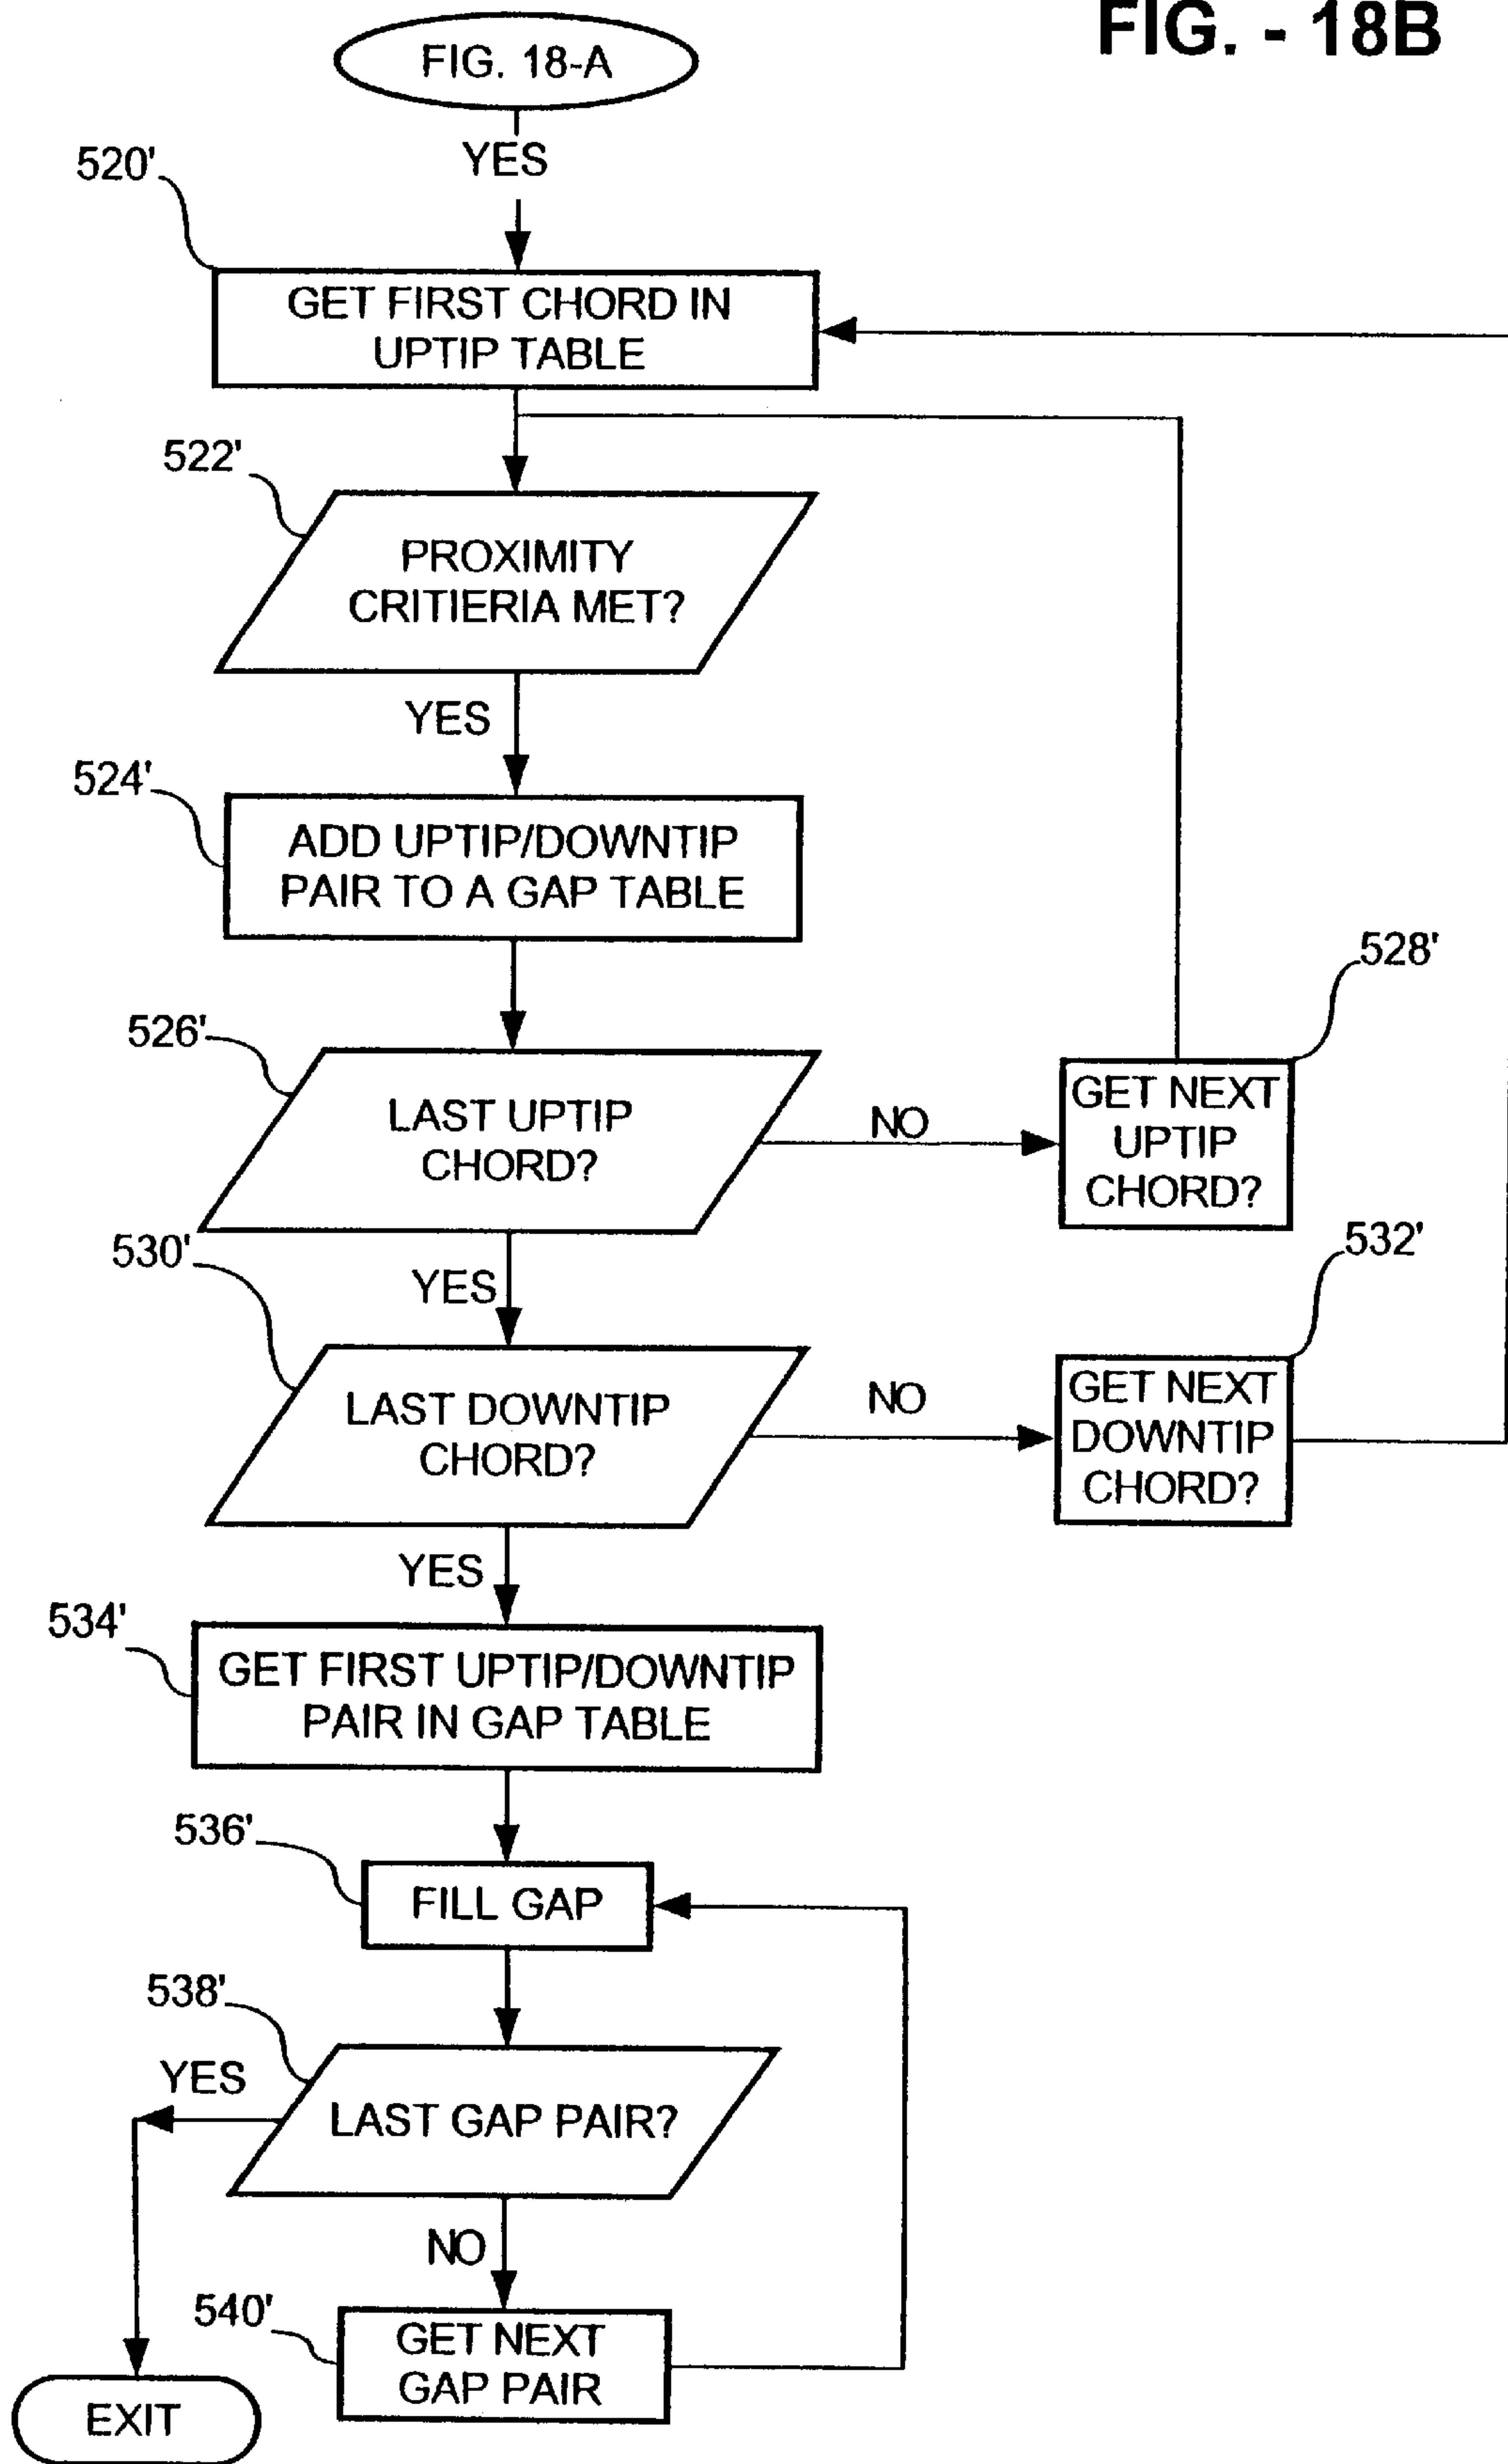 FIG. - 18B
FIG. 18-A
YES
520'
GET FIRST CHORD IN
UPTIP TABLE
522'
PROXIMITY
CRITIERIA MET?
YES
524'
ADD UPTIP/DOWNTIP
PAIR TO A GAP TABLE
526'
LAST UPTIP
CHORD?
NO
528'
GET NEXT
UPTIP
CHORD?
YES
530'
LAST DOWNTIP
CHORD?
NO
532'
GET NEXT
DOWNTIP
CHORD?
YES
534'
GET FIRST UPTIP/DOWNTIP
PAIR IN GAP TABLE
536'
FILL GAP
538'
LAST GAP PAIR?
YES
NO
540'
GET NEXT
GAP PAIR
EXIT